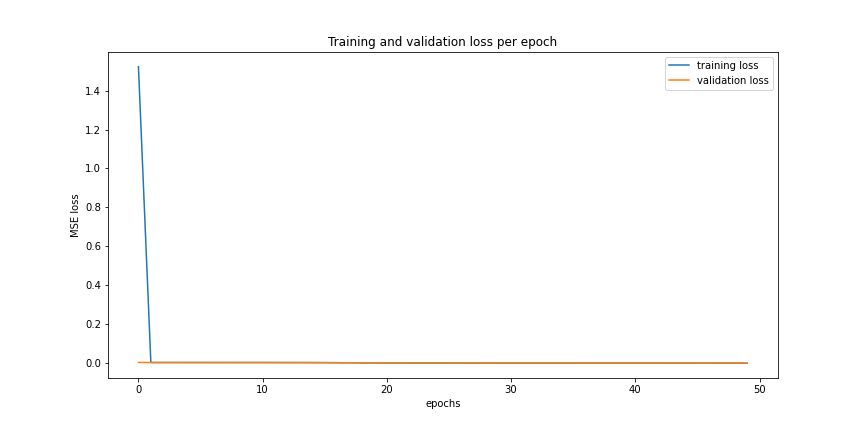 Training and validation loss per epoch
training loss
validation loss
1.4
1.2
1.0
0.8
0.6
0.4
0.2
0.0
MSE loss
0 10 20 30 40 50
epochs